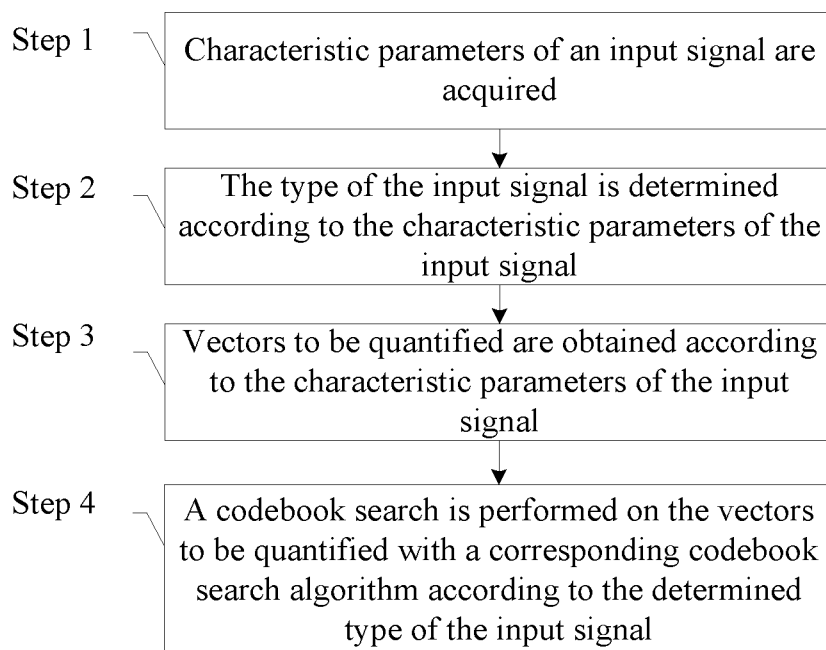 Step 1
Characteristic parameters of an input signal are
acquired
Step 2
The type of the input signal is determined
according to the characteristic parameters of the
input signal
Step 3
Vectors to be quantified are obtained according
to the characteristic parameters of the input
signal
Step 4
A codebook search is performed on the vectors
to be quantified with a corresponding codebook
search algorithm according to the determined
type of the input signal